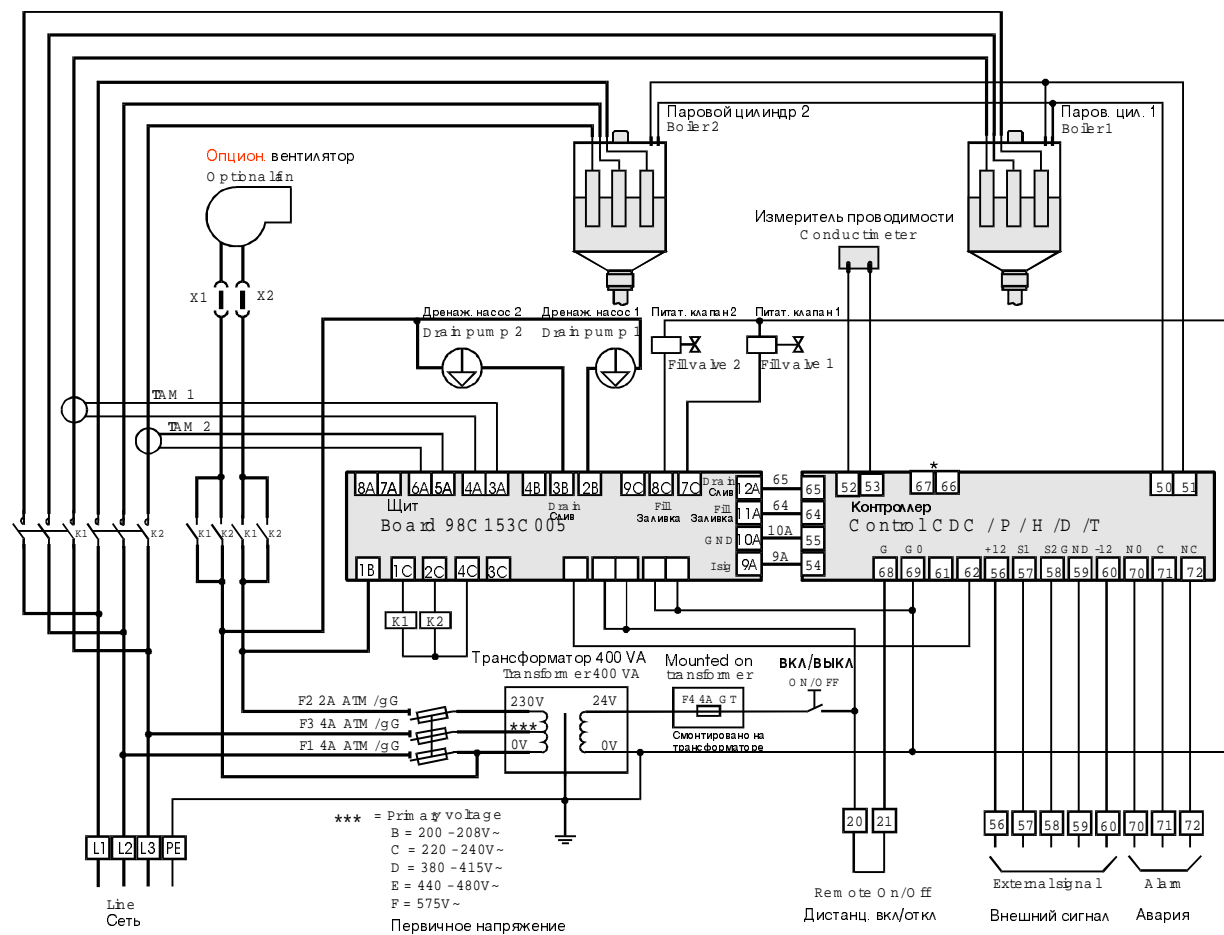 Паровой цилиндр 2
Boiler 2
Паров. цил. 1
Boiler 1
Опцион. вентилятор
Optional fan
Измеритель проводимости
Conductimeter
X1 X2
Дренаж. насос 2 Дренаж. насос 1 Питат. клапан 2 Питат. клапан 1
Drain pump 2 Drain pump 1
Fill valve 2 Fill valve 1
TAM 1
TAM 2
8A 7A 6A 5A 4A 3A 4B 3B 2B 9C 8C 7C
Drain
Слив
12A 65 65
52 53 67 * 66 50 51
Щит
Board 98C 153C 005
Drain
Слив
Fill
Заливка
Fill
Заливка
11A 64 64
GND 10A 10A 55
Isig 9A 9A 54
Контроллер
Control CDC / P / H / D / T
G G0 +12 S1 S2 GND -12 N0 C NC
68 69 61 62 56 57 58 59 60 70 71 72
K1 K2 K1 K2 K1 K2
1B 1C 2C 4C 3C
K1 K2
Трансформатор 400 VA
Transformer 400 VA
Mounted on
transformer
ВКЛ/ВЫКЛ
ON/OFF
F2 2A ATM /gG
F3 4A ATM /gG
F1 4A ATM /gG
230V 24V
***
0V 0V
F4 4A GT
Смонтировано на
трансформаторе
*** = Primary voltage
B = 200 -208V~
C = 220 -240V~
D = 380 -415V~
E = 440 -480V~
F = 575V~
Первичное напряжение
L1 L2 L3 PE
Line
Сеть
20 21
Remote On/Off
Дистанц. вкл/откл
56 57 58 59 60 70 71 72
External signal
Внешний сигнал
Alarm
Авария